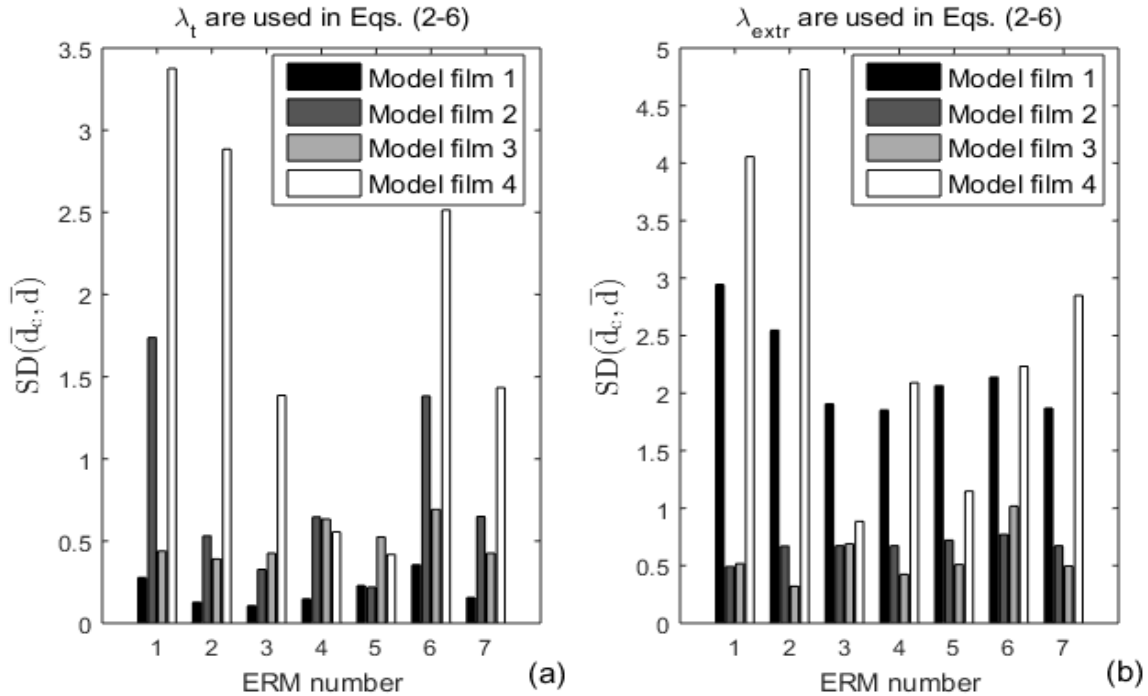 λt are used in Eqs. (2-6)
3.5
3
2.5
2
1.5
1
0.5
0
SD(d̅c,d̅)
Model film 1
Model film 2
Model film 3
Model film 4
1 2 3 4 5 6 7
ERM number
(a)
λextr are used in Eqs. (2-6)
5
4.5
4
3.5
3
2.5
2
1.5
1
0.5
0
SD(d̅c,d̅)
Model film 1
Model film 2
Model film 3
Model film 4
1 2 3 4 5 6 7
ERM number
(b)